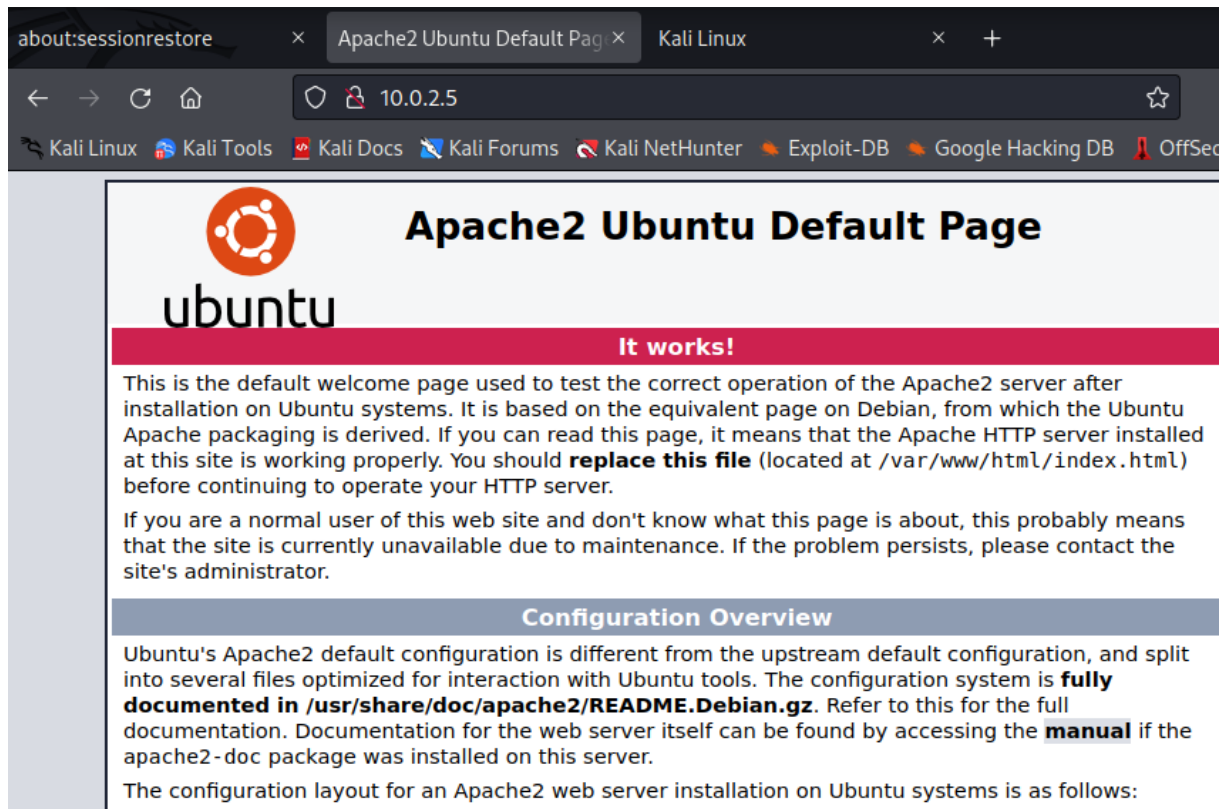 about:sessionrestore × Apache2 Ubuntu Default Pag × Kali Linux × +
10.0.2.5
Kali Linux Kali Tools Kali Docs Kali Forums Kali NetHunter Exploit-DB Google Hacking DB OffSec
ubuntu
Apache2 Ubuntu Default Page
It works!
This is the default welcome page used to test the correct operation of the Apache2 server after
installation on Ubuntu systems. It is based on the equivalent page on Debian, from which the Ubuntu
Apache packaging is derived. If you can read this page, it means that the Apache HTTP server installed
at this site is working properly. You should replace this file (located at /var/www/html/index.html)
before continuing to operate your HTTP server.
If you are a normal user of this web site and don't know what this page is about, this probably means
that the site is currently unavailable due to maintenance. If the problem persists, please contact the
site's administrator.
Configuration Overview
Ubuntu's Apache2 default configuration is different from the upstream default configuration, and split
into several files optimized for interaction with Ubuntu tools. The configuration system is fully
documented in /usr/share/doc/apache2/README.Debian.gz. Refer to this for the full
documentation. Documentation for the web server itself can be found by accessing the manual if the
apache2-doc package was installed on this server.
The configuration layout for an Apache2 web server installation on Ubuntu systems is as follows: